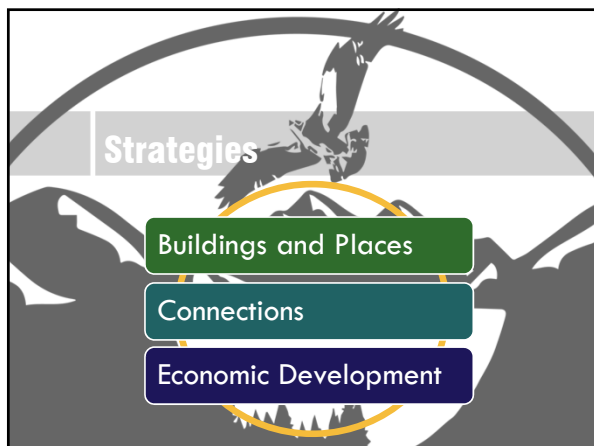 Strategies
Buildings and Places
Connections
Economic Development